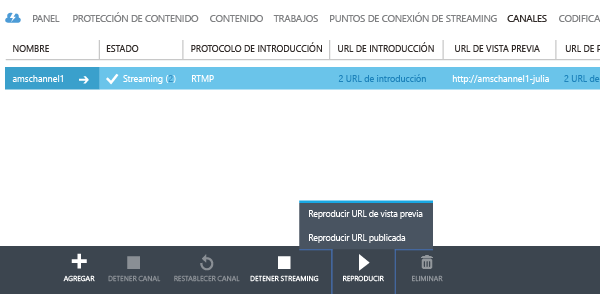 PANEL PROTECCIÓN DE CONTENIDO CONTENIDO TRABAJOS PUNTOS DE CONEXIÓN DE STREAMING CANALES CODIFICA
NOMBRE ESTADO PROTOCOLO DE INTRODUCCIÓN URL DE INTRODUCCIÓN URL DE VISTA PREVIA URL DE P
amschannel1 Streaming (2) RTMP 2 URL de introducción http://amschannel1-julia 2 URL de
Reproducir URL de vista previa
Reproducir URL publicada
AGREGAR DETENER CANAL RESTABLECER CANAL DETENER STREAMING REPRODUCIR ELIMINAR